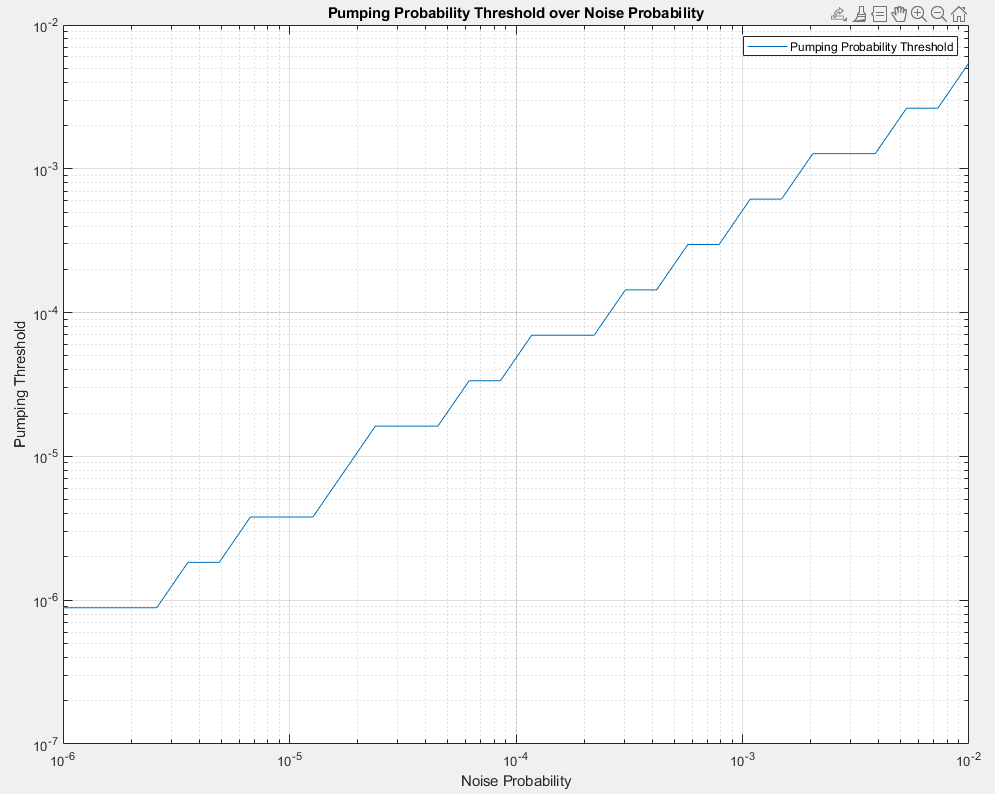 Pumping Probability Threshold over Noise Probability
Pumping Probability Threshold
10^-2
10^-3
10^-4
10^-5
10^-6
10^-7
Pumping Threshold
10^-6
10^-5
10^-4
10^-3
10^-2
Noise Probability